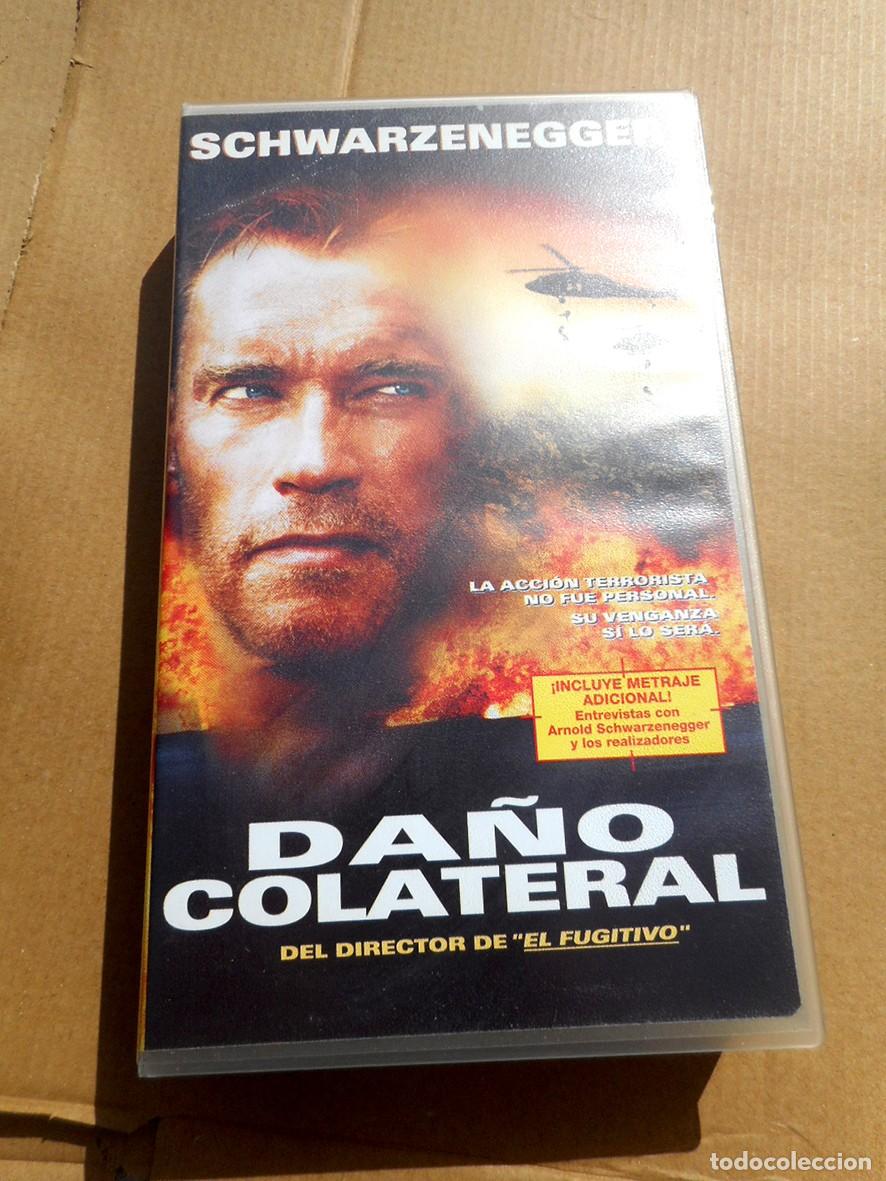 SCHWARZENEGGER
LA ACCIÓN TERRORISTA
NO FUE PERSONAL.
SU VENGANZA
SÍ LO SERÁ.
¡INCLUYE METRAJE
ADICIONAL!
Entrevistas con
Arnold Schwarzenegger
y los realizadores
DAÑO
COLATERAL
DEL DIRECTOR DE "EL FUGITIVO"
todocoleccion